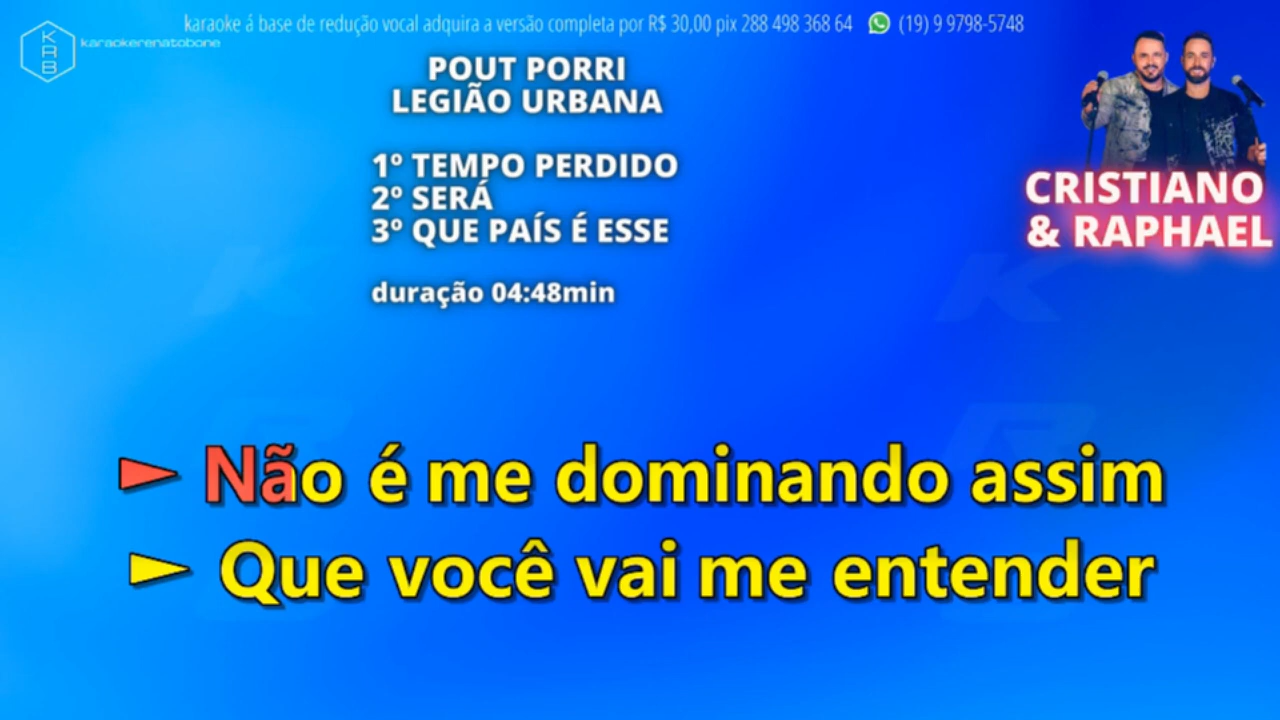 karaoke á base de redução vocal adquira a versão completa por R$ 30,00 pix 288 498 368 64 (19) 9 9798-5748
KRB
karaokerenatobone
POUT PORRI
LEGIÃO URBANA
1º TEMPO PERDIDO
2º SERÁ
3º QUE PAÍS É ESSE
duração 04:48min
CRISTIANO
& RAPHAEL
K
K
R
R
Não é me dominando assim
Que você vai me entender